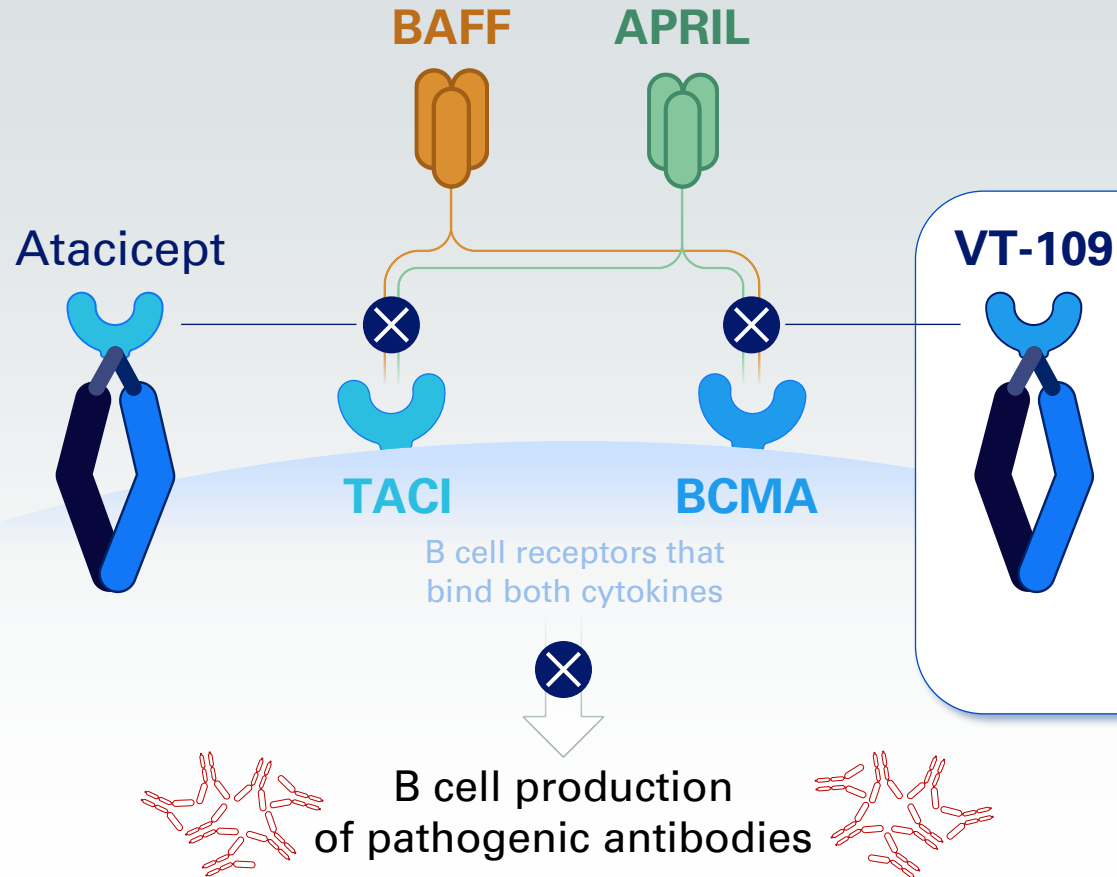 BAFF
APRIL
Atacicept
VT-109
TACI
BCMA
B cell receptors that
bind both cytokines
B cell production
of pathogenic antibodies